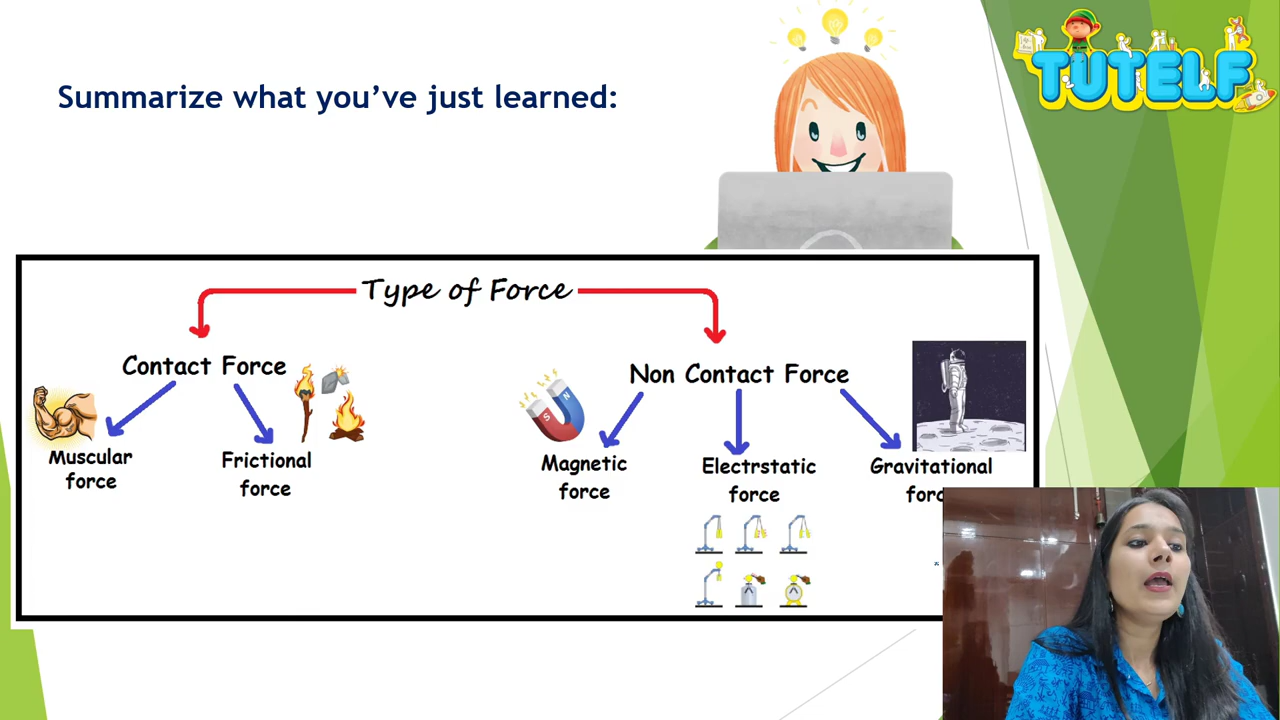 Summarize what you’ve just learned:
TUTELF
Type of Force
Contact Force
Non Contact Force
Muscular
force
Frictional
force
Magnetic
force
Electrstatic
force
Gravitational
S
N